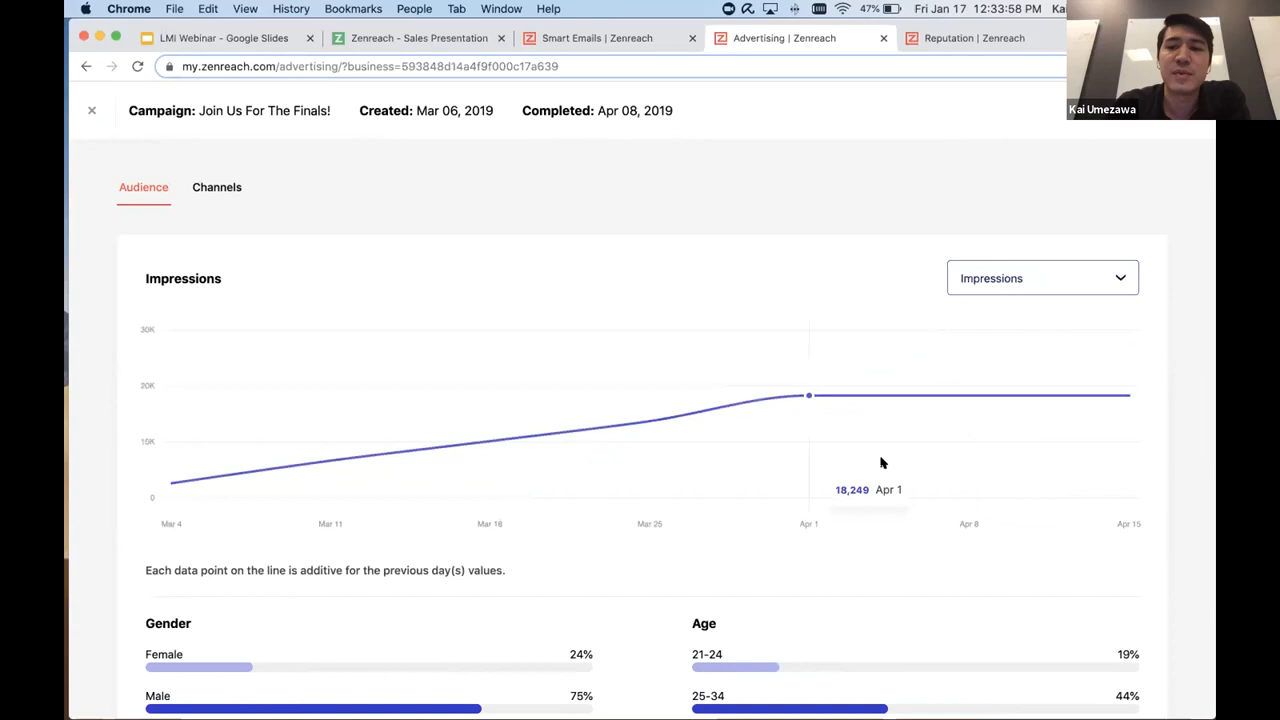 Chrome File Edit View History Bookmarks People Tab Window Help 47% Fri Jan 17 12:33:58 PM Kai
LMI Webinar - Google Slides Zenreach - Sales Presentation Smart Emails | Zenreach Advertising | Zenreach Reputation | Zenreach
my.zenreach.com/advertising/?business=593848d14a4f9f000c17a639
Kai Umezawa
Campaign: Join Us For The Finals! Created: Mar 06, 2019 Completed: Apr 08, 2019
Audience Channels
Impressions Impressions
30K
20K
10K
0
18,249 Apr 1
Mar 4 Mar 11 Mar 18 Mar 25 Apr 1 Apr 8 Apr 15
Each data point on the line is additive for the previous day(s) values.
Gender Age
Female 24% 21-24 19%
Male 75% 25-34 44%